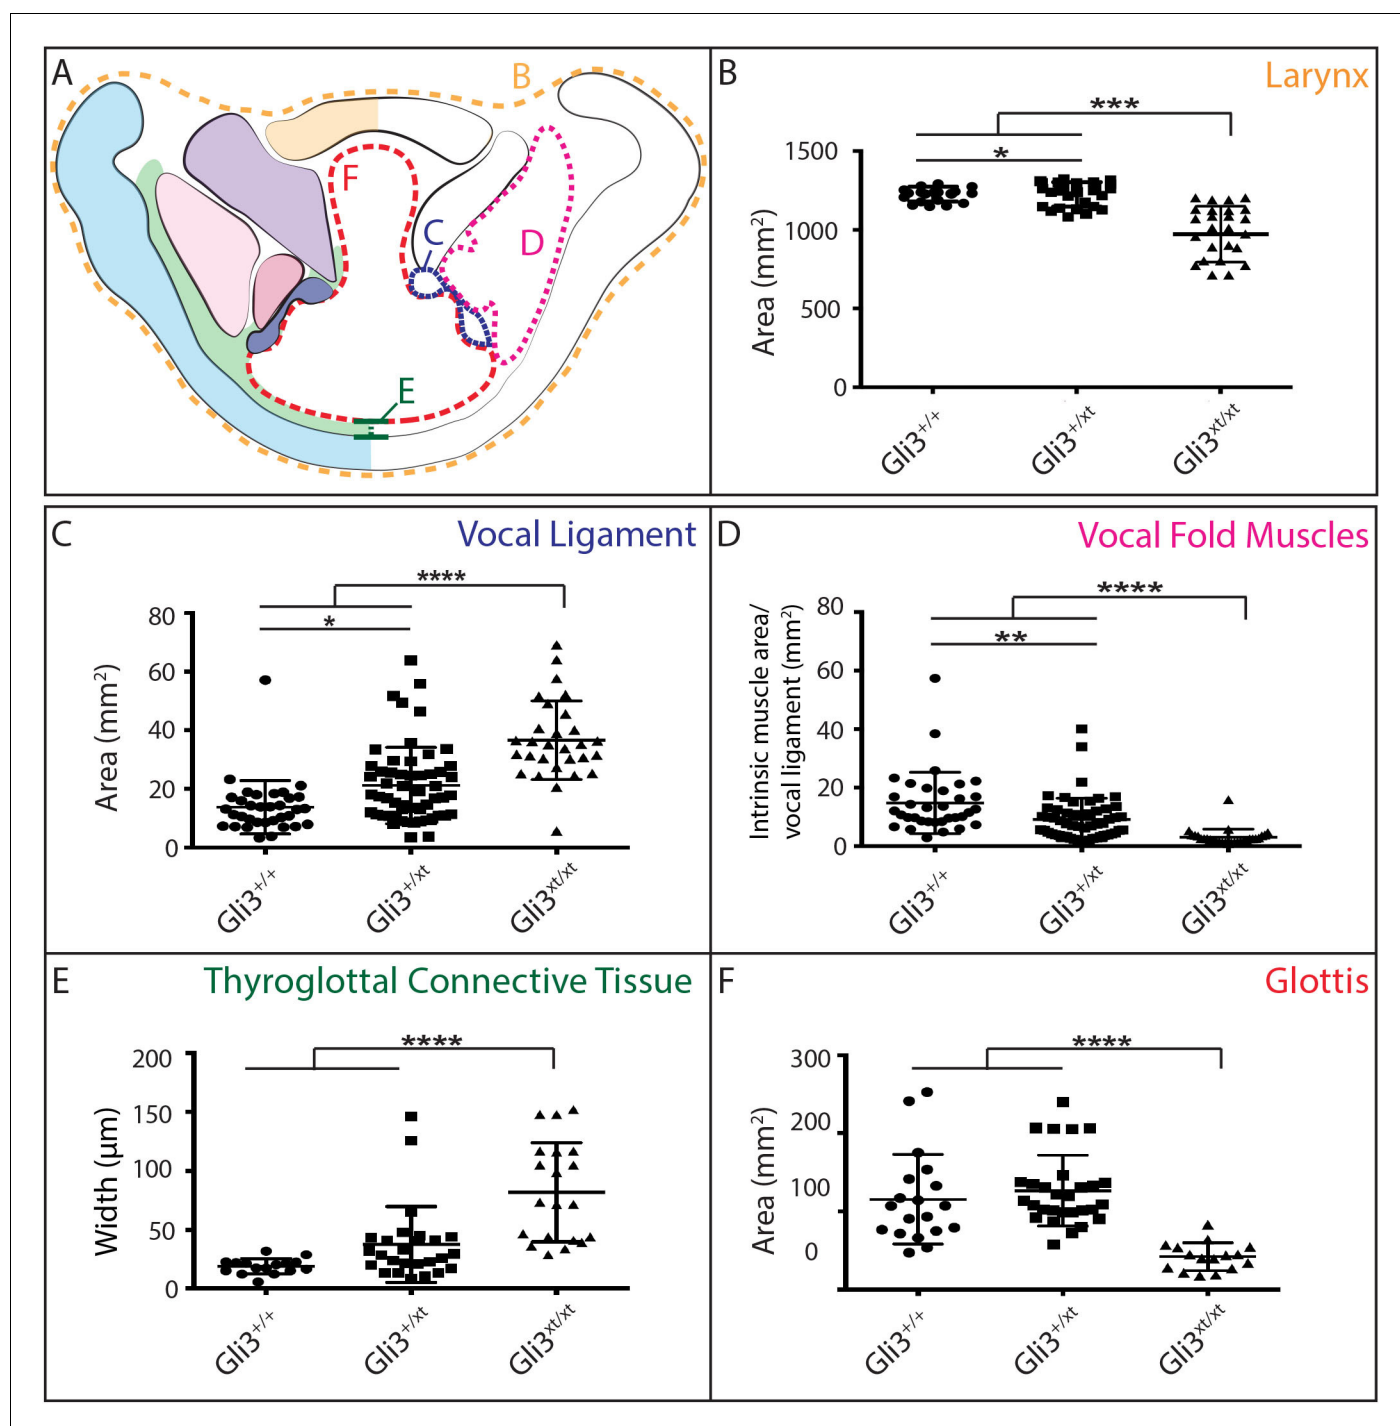 A
B
F
C
D
E
B
Larynx
***
*
1500
1000
500
0
Area (mm²)
Gli3+/+
Gli3+/xt
Gli3xt/xt
C
Vocal Ligament
****
*
80
60
40
20
0
Area (mm²)
Gli3+/+
Gli3+/xt
Gli3xt/xt
D
Vocal Fold Muscles
****
**
80
60
40
20
0
Intrinsic muscle area/
vocal ligament (mm²)
Gli3+/+
Gli3+/xt
Gli3xt/xt
E
Thyroglottal Connective Tissue
****
200
150
100
50
0
Width (µm)
Gli3+/+
Gli3+/xt
Gli3xt/xt
F
Glottis
****
300
200
100
0
Area (mm²)
Gli3+/+
Gli3+/xt
Gli3xt/xt